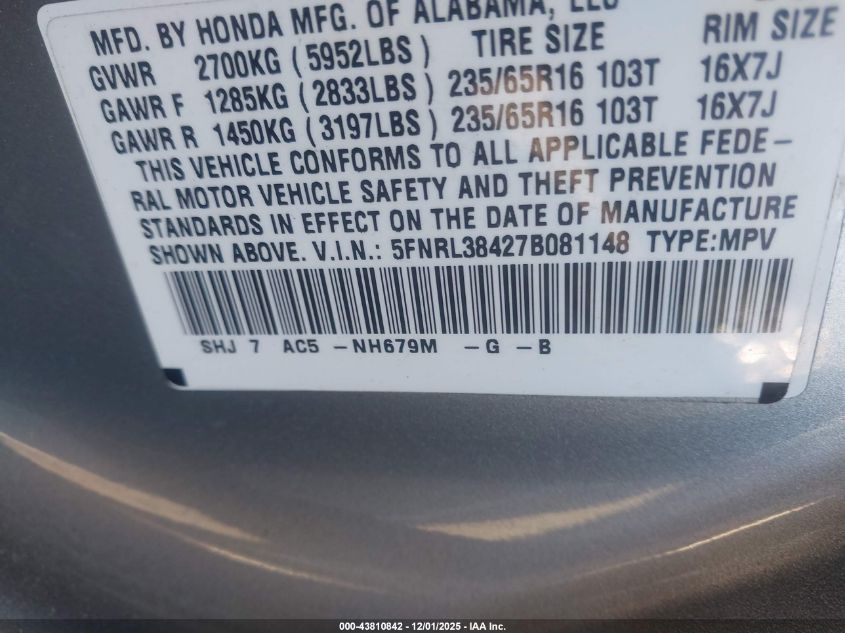 MFD. BY HONDA MFG. OF ALABAMA, LLC
TIRE SIZE RIM SIZE
GVWR 2700KG (5952LBS)
GAWR F 1285KG (2833LBS) 235/65R16 103T 16X7J
GAWR R 1450KG (3197LBS) 235/65R16 103T 16X7J
THIS VEHICLE CONFORMS TO ALL APPLICABLE FEDE-
RAL MOTOR VEHICLE SAFETY AND THEFT PREVENTION
STANDARDS IN EFFECT ON THE DATE OF MANUFACTURE
SHOWN ABOVE. V.I.N.: 5FNRL38427B081148 TYPE:MPV
SHJ 7 AC5 -NH679M -G -B
000-43810842 - 12/01/2025 - IAA Inc.